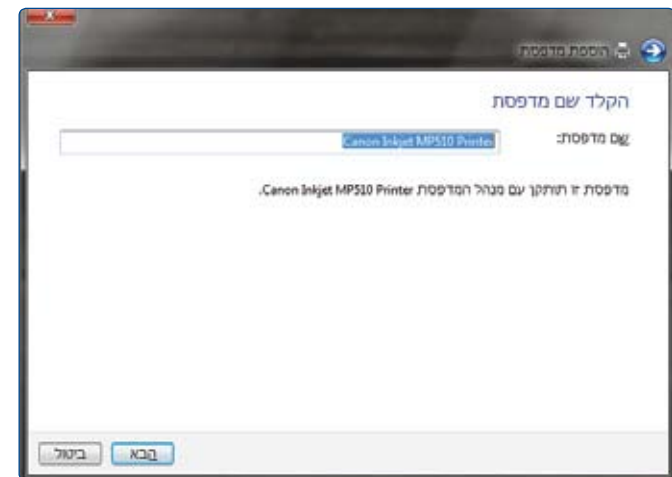 הוספת מדפסת
הקלד שם מדפסת
שם מדפסת:
Canon Inkjet MP510 Printer
מדפסת זו תותקן עם מנהל המדפסת Canon Inkjet MP510 Printer.
הבא
ביטול